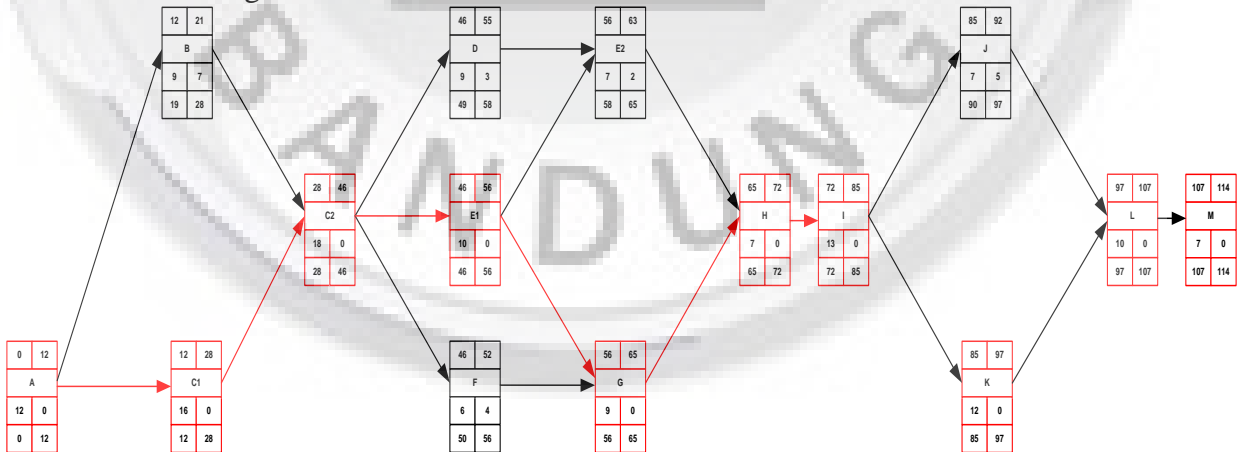 12 21
B
9 7
19 28
46 55
D
9 3
49 58
56 63
E2
7 2
58 65
85 92
J
7 5
90 97
28 46
C2
18 0
28 46
46 56
E1
10 0
46 56
65 72
H
7 0
65 72
72 85
I
13 0
72 85
97 107
L
10 0
97 107
107 114
M
7 0
107 114
0 12
A
12 0
0 12
12 28
C1
16 0
12 28
46 52
F
6 4
50 56
56 65
G
9 0
56 65
85 97
K
12 0
85 97
BANDUNG